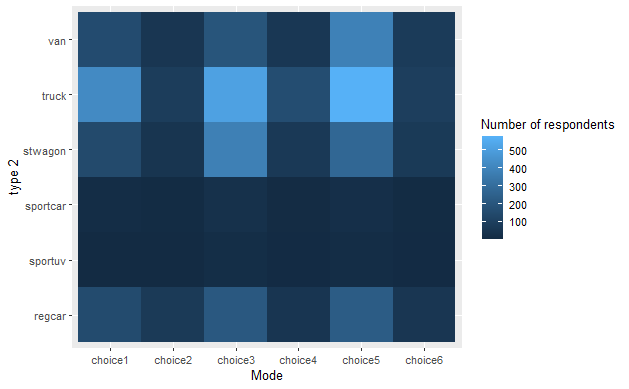 van
truck
stwagon
sportcar
sportuv
regcar
type 2
choice1 choice2 choice3 choice4 choice5 choice6
Mode
Number of respondents
500
400
300
200
100